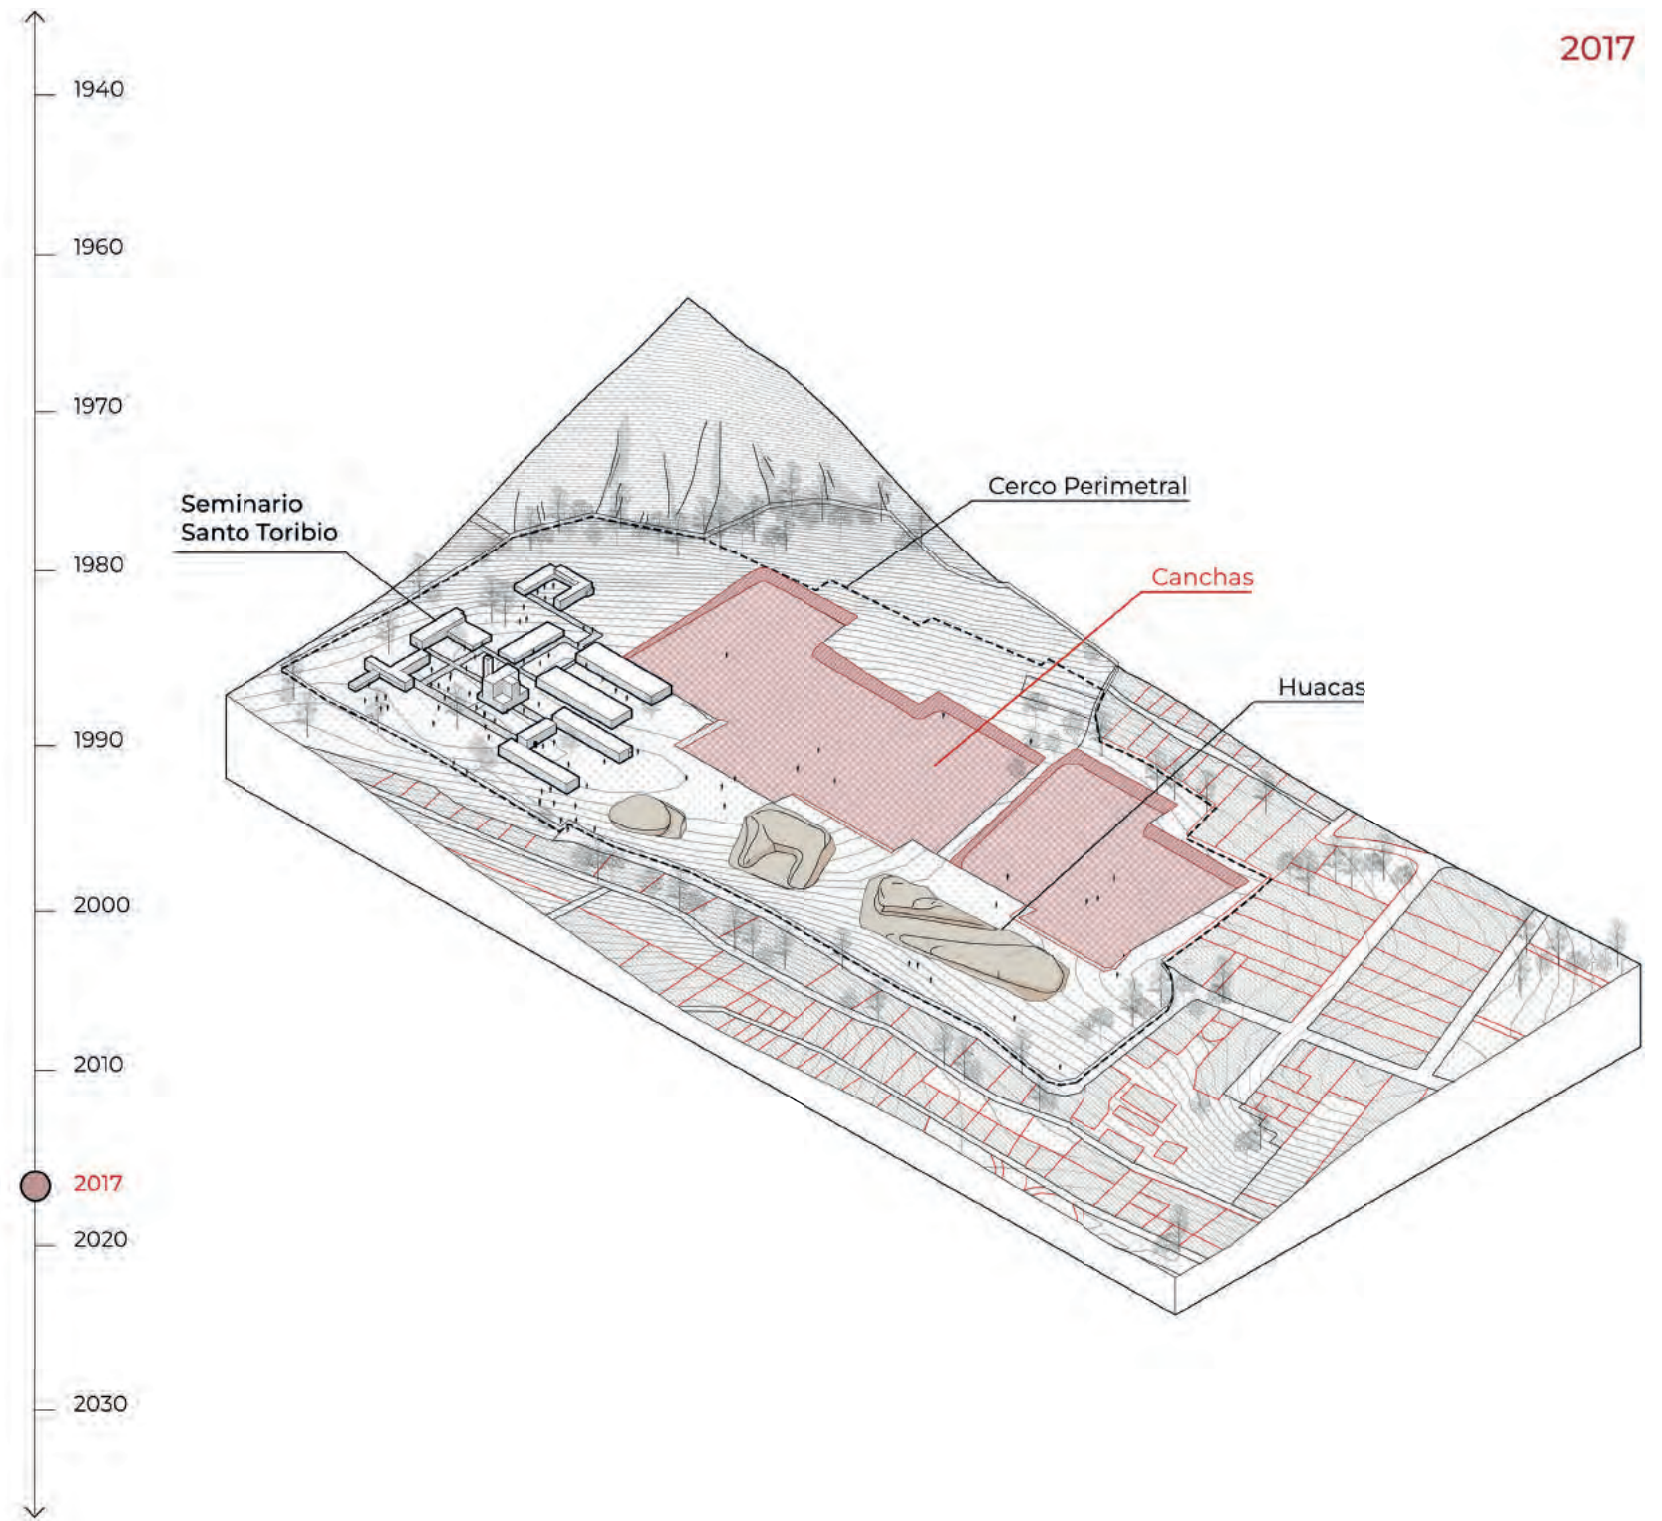 2017
1940
1960
1970
1980
1990
2000
2010
2017
2020
2030
Seminario
Santo Toribio
Cerco Perimetral
Canchas
Huacas